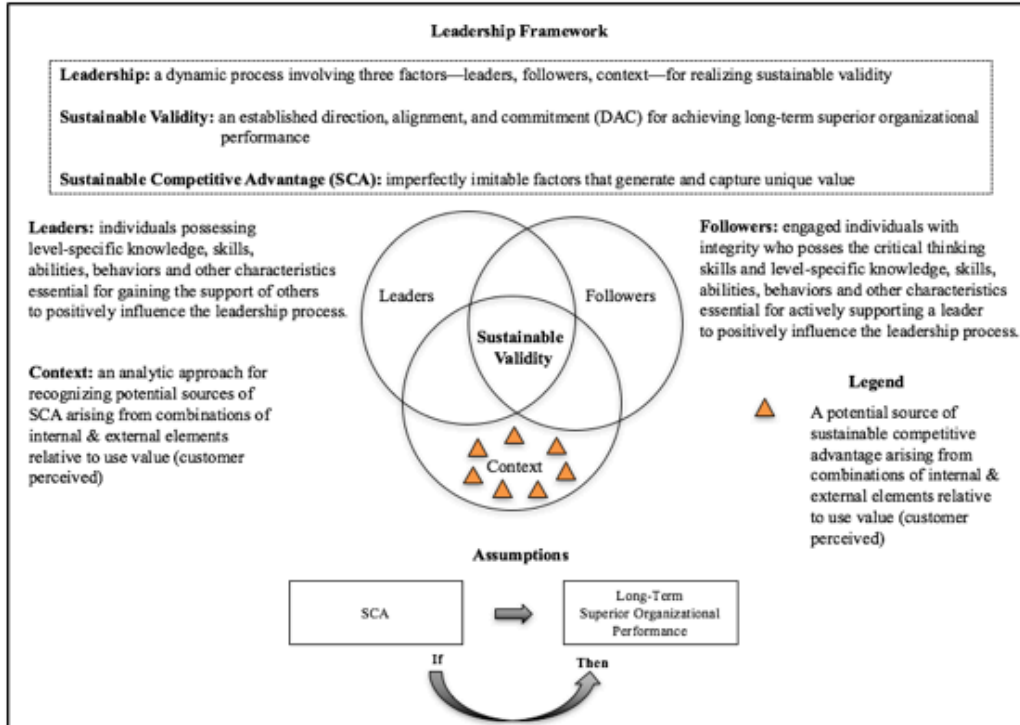 Leadership Framework
Leadership: a dynamic process involving three factors—leaders, followers, context—for realizing sustainable validity
Sustainable Validity: an established direction, alignment, and commitment (DAC) for achieving long-term superior organizational
performance
Sustainable Competitive Advantage (SCA): imperfectly imitable factors that generate and capture unique value
Leaders: individuals possessing
level-specific knowledge, skills,
abilities, behaviors and other characteristics
essential for gaining the support of others
to positively influence the leadership process.
Context: an analytic approach for
recognizing potential sources of
SCA arising from combinations of
internal & external elements
relative to use value (customer
perceived)
Leaders
Followers
Sustainable
Validity
Context
Followers: engaged individuals with
integrity who posses the critical thinking
skills and level-specific knowledge, skills,
abilities, behaviors and other characteristics
essential for actively supporting a leader
to positively influence the leadership process.
Legend
A potential source of
sustainable competitive
advantage arising from
combinations of internal &
external elements relative
to use value (customer
perceived)
Assumptions
SCA
Long-Term
Superior Organizational
Performance
If
Then